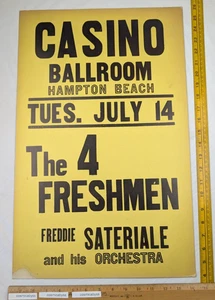 CASINO
BALLROOM
HAMPTON BEACH
TUES. JULY 14
The 4
FRESHMEN
FREDDIE SATERIALE
and his ORCHESTRA